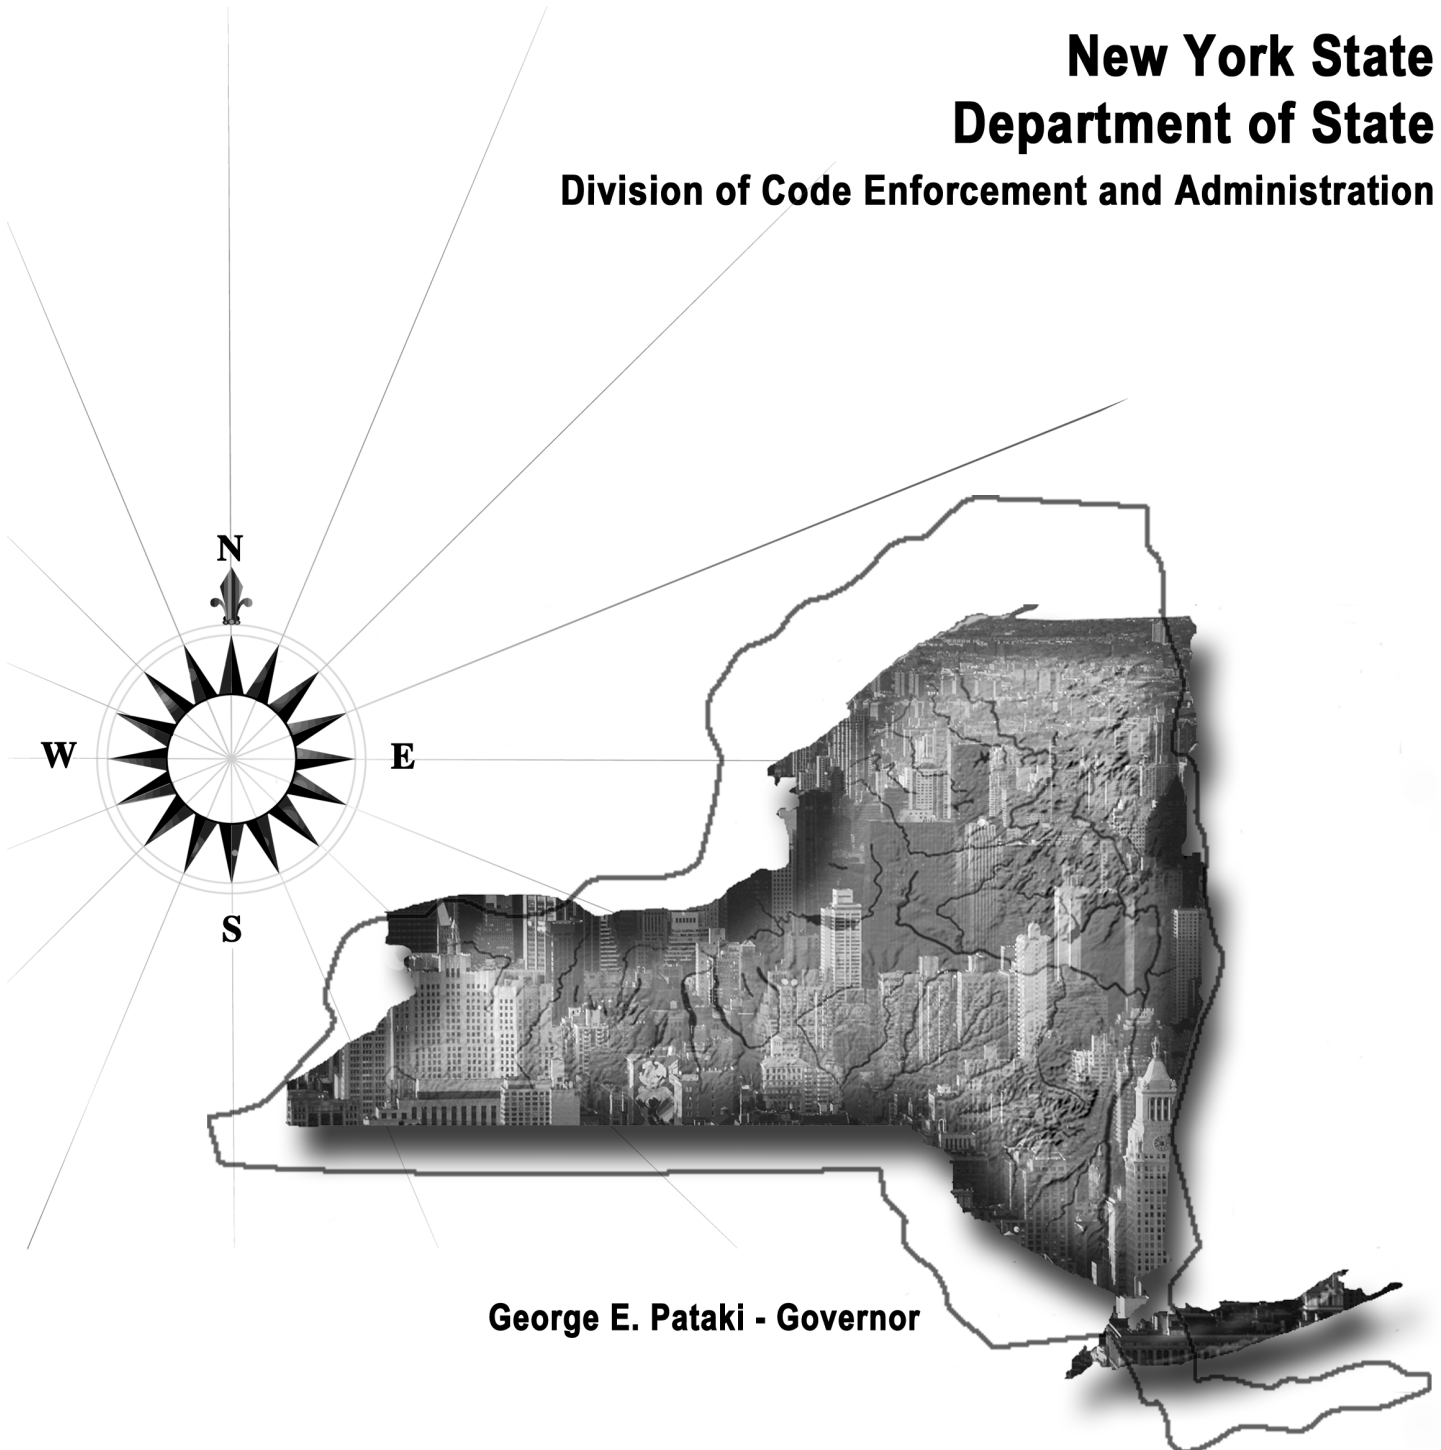 New York State
Department of State
Division of Code Enforcement and Administration
N
W
E
S
George E. Pataki - Governor